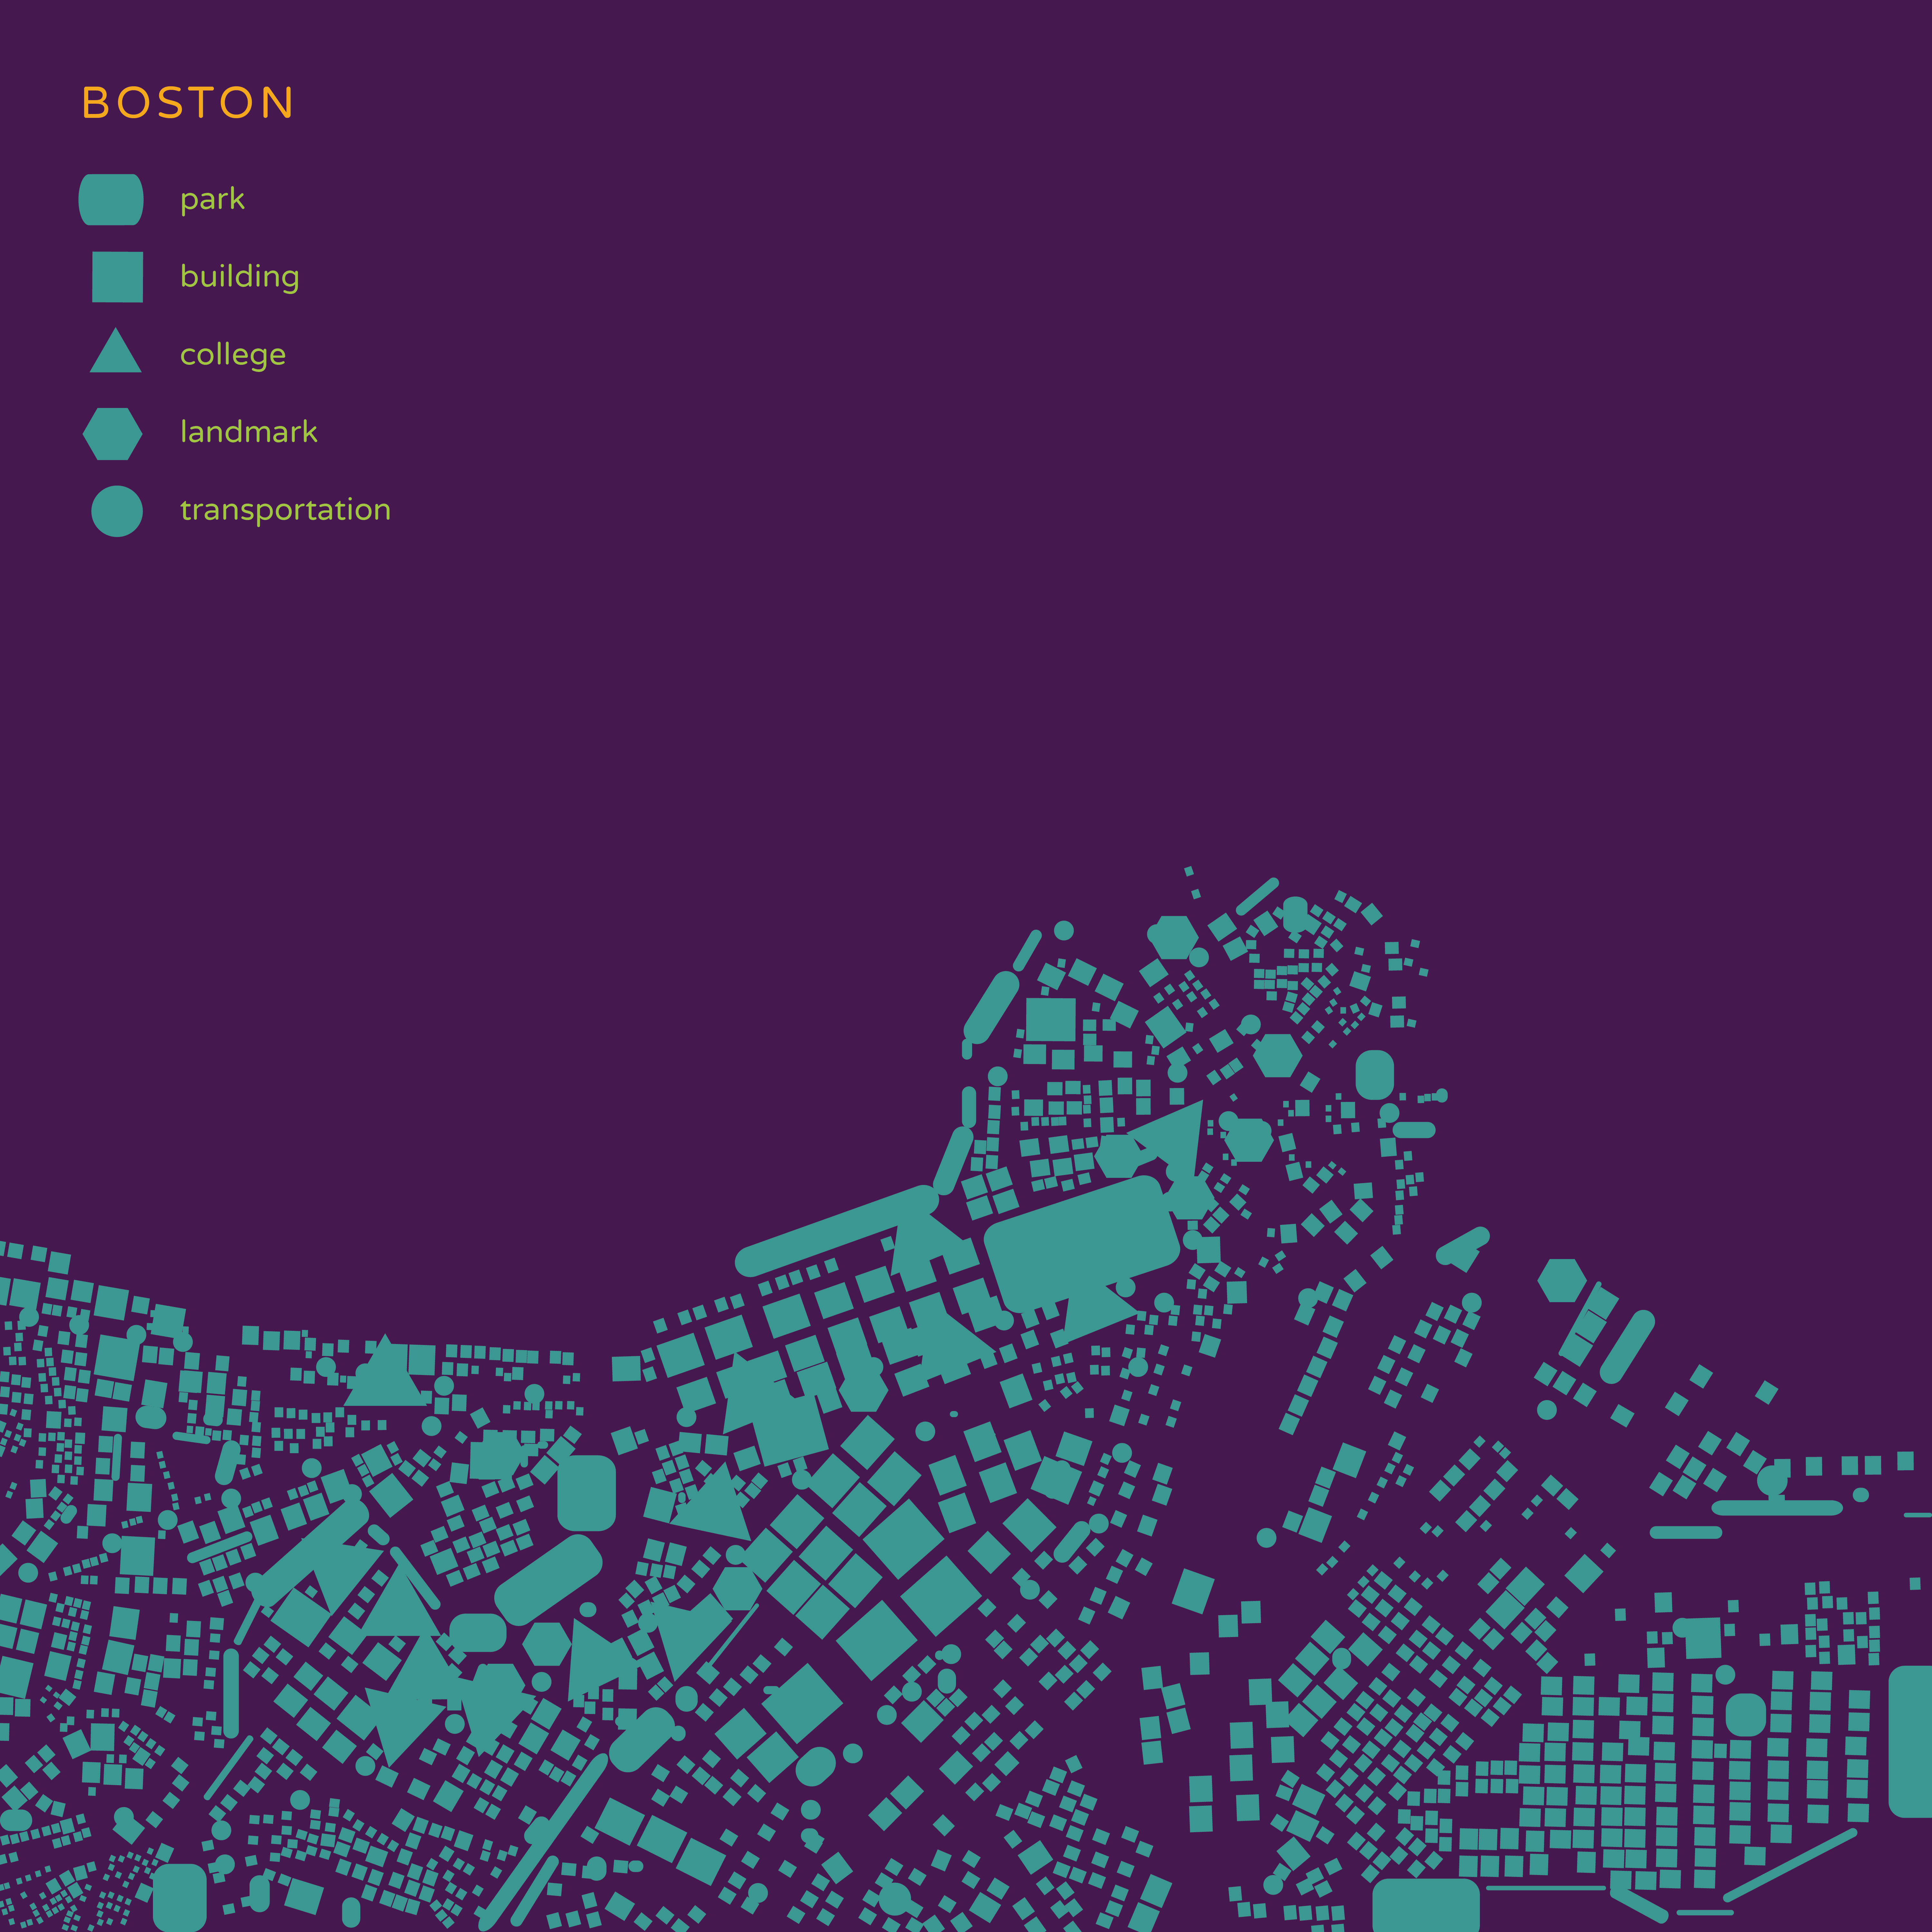 BOSTON
park
building
college
landmark
transportation